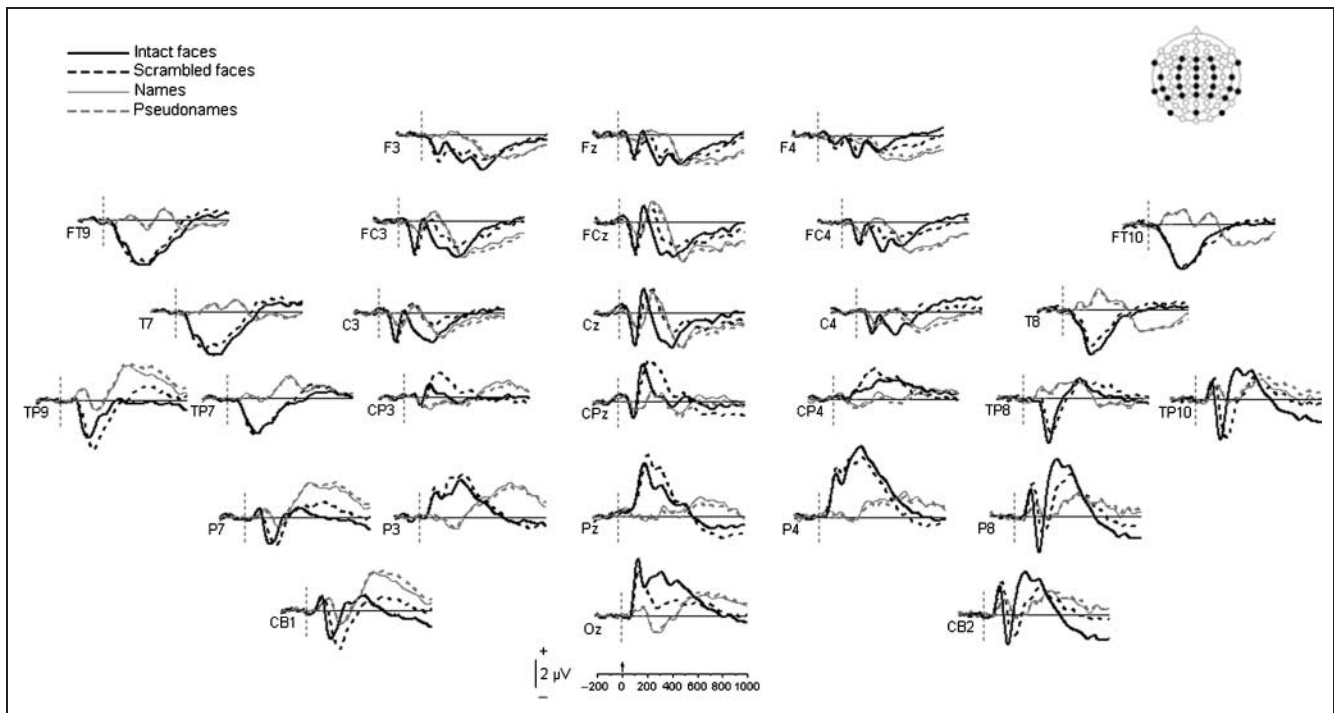 Intact faces
Scrambled faces
Names
Pseudonames
F3 Fz F4
FT9 FC3 FCz FC4 FT10
T7 C3 Cz C4 T8
TP9 TP7 CP3 CPz CP4 TP8 TP10
P7 P3 Pz P4 P8
CB1 Oz CB2
+
2 μV
–
–200 0 200 400 600 800 1000